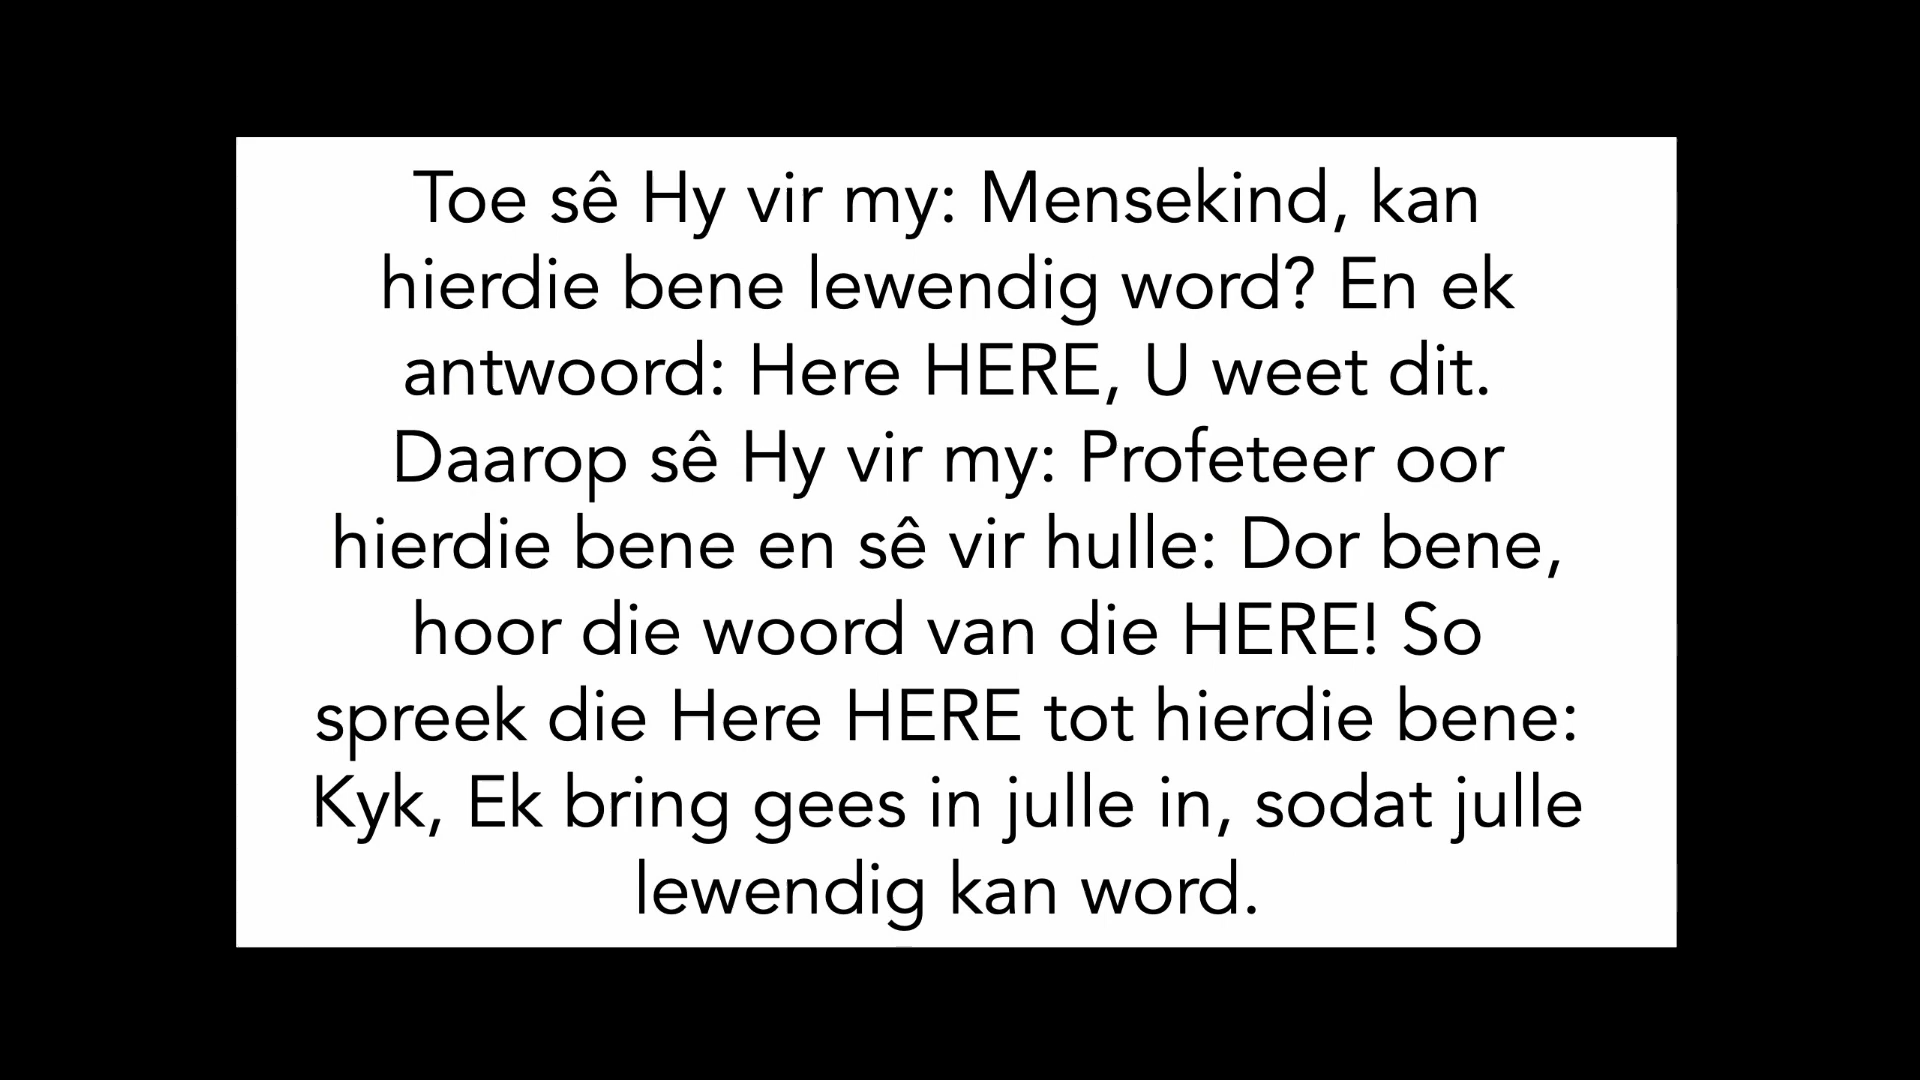 Toe sê Hy vir my: Mensekind, kan
hierdie bene lewendig word? En ek
antwoord: Here HERE, U weet dit.
Daarop sê Hy vir my: Profeteer oor
hierdie bene en sê vir hulle: Dor bene,
hoor die woord van die HERE! So
spreek die Here HERE tot hierdie bene:
Kyk, Ek bring gees in julle in, sodat julle
lewendig kan word.